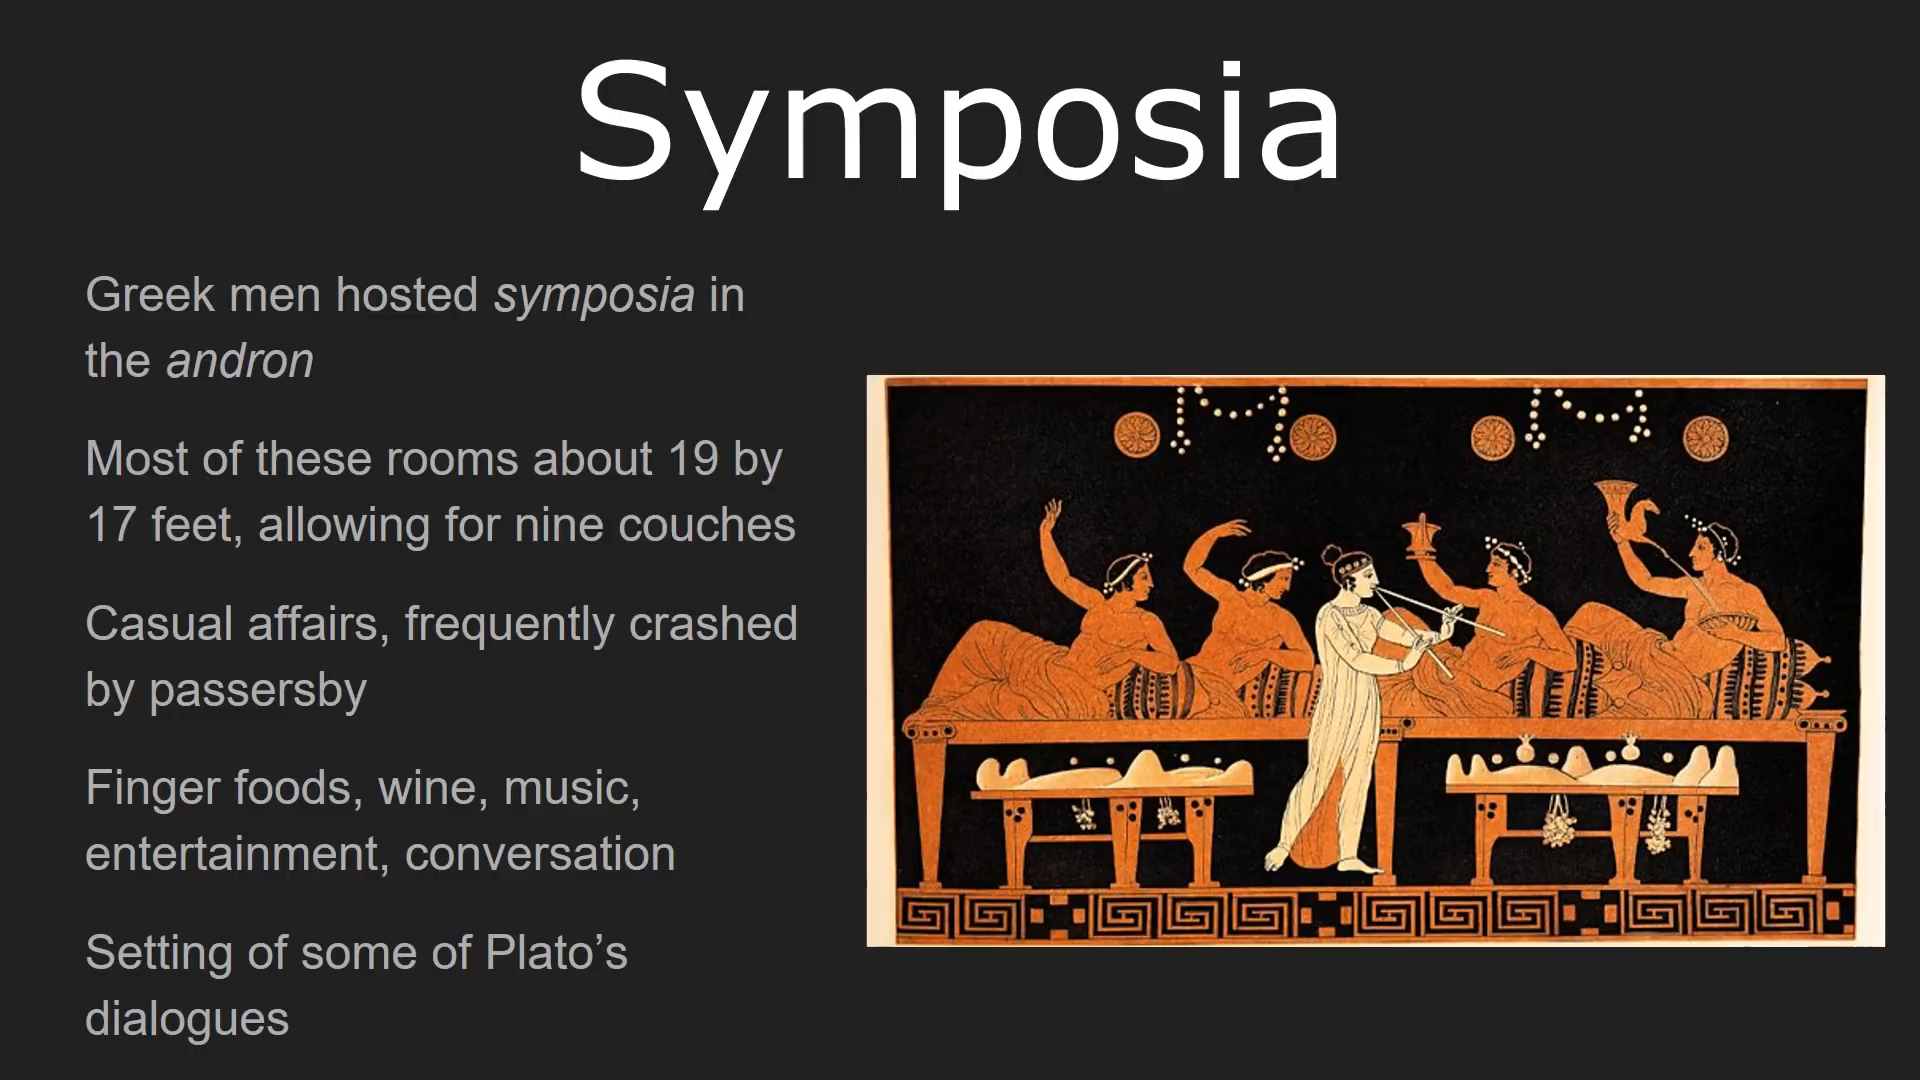 Symposia
Greek men hosted symposia in
the andron
Most of these rooms about 19 by
17 feet, allowing for nine couches
Casual affairs, frequently crashed
by passersby
Finger foods, wine, music,
entertainment, conversation
Setting of some of Plato’s
dialogues